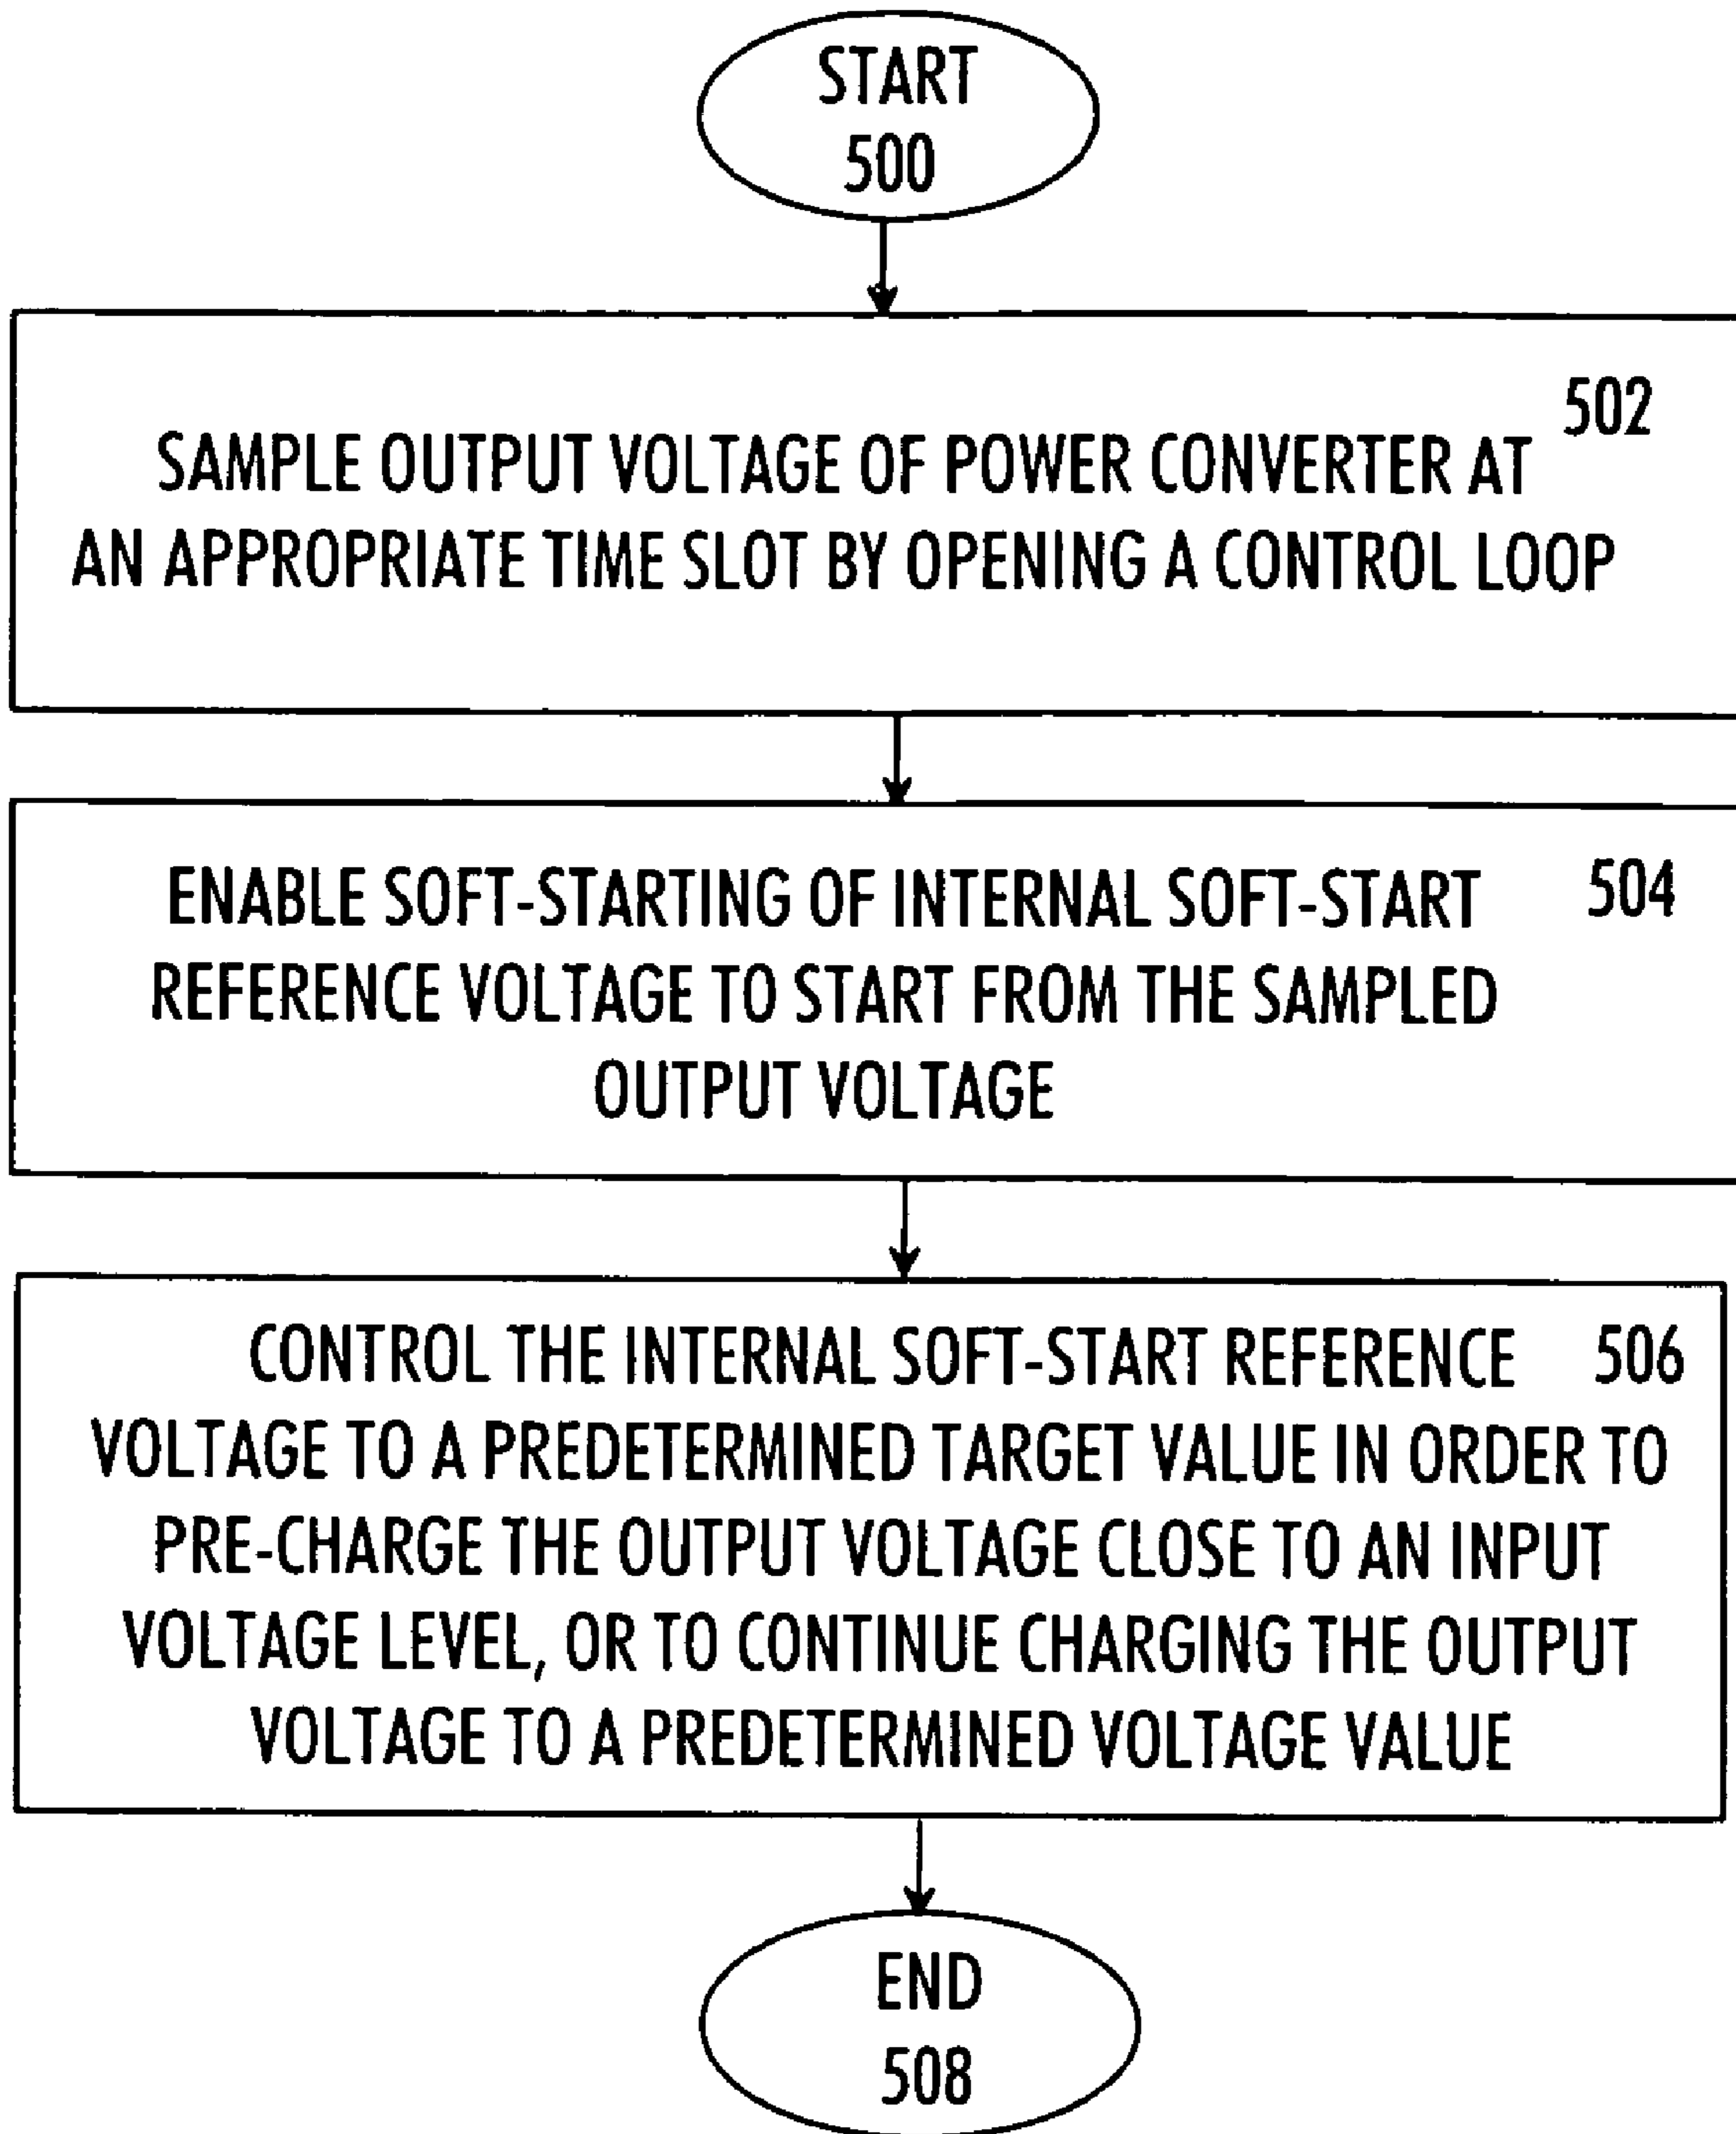 START
500
502
SAMPLE OUTPUT VOLTAGE OF POWER CONVERTER AT
AN APPROPRIATE TIME SLOT BY OPENING A CONTROL LOOP
ENABLE SOFT-STARTING OF INTERNAL SOFT-START 504
REFERENCE VOLTAGE TO START FROM THE SAMPLED
OUTPUT VOLTAGE
CONTROL THE INTERNAL SOFT-START REFERENCE 506
VOLTAGE TO A PREDETERMINED TARGET VALUE IN ORDER TO
PRE-CHARGE THE OUTPUT VOLTAGE CLOSE TO AN INPUT
VOLTAGE LEVEL, OR TO CONTINUE CHARGING THE OUTPUT
VOLTAGE TO A PREDETERMINED VOLTAGE VALUE
END
508